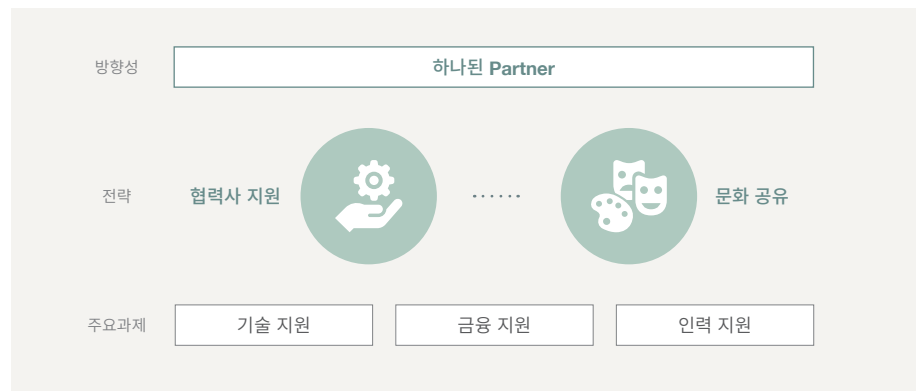 방향성
하나된 Partner
전략
협력사 지원
······
문화 공유
주요과제
기술 지원
금융 지원
인력 지원